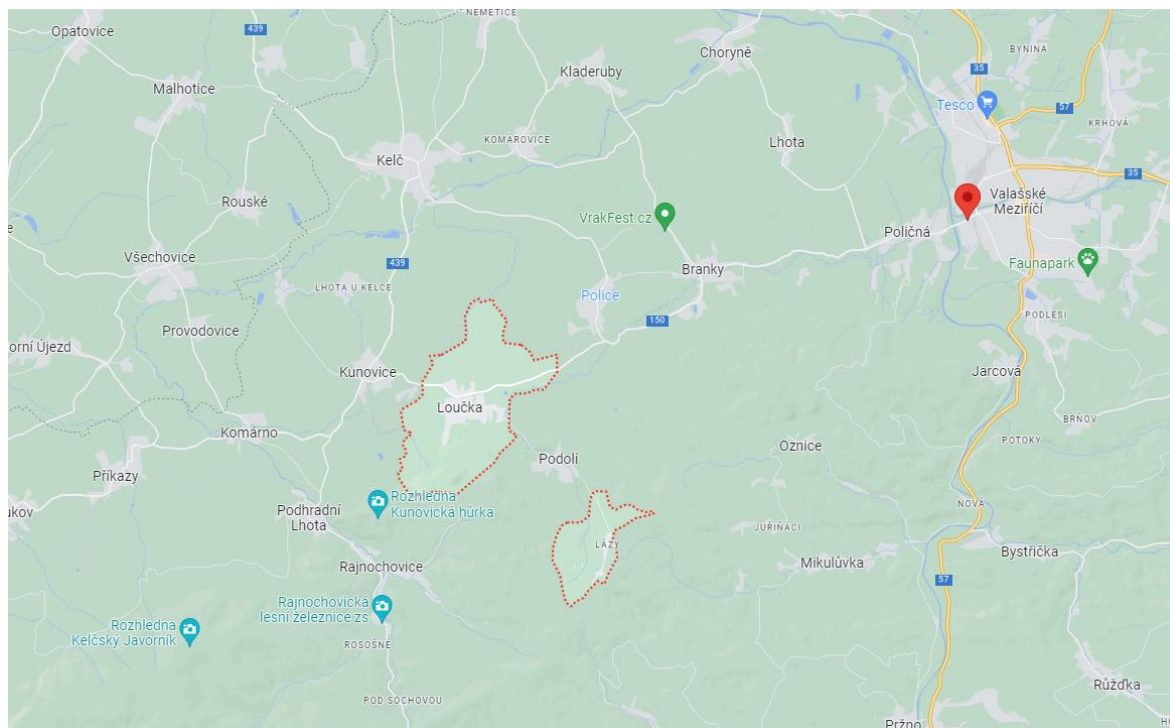 NĚMETICE
439
Opatovice
Choryně
BYNINA
Kladeruby
35
Malhotice
Tesco
57
KRHOVÁ
KOMÁROVICE
Lhota
Kelč
35
Rouské
Valašské
Meziříčí
VrakFest.cz
Poličná
e
Všechovice
439
Branky
Faunapark
LHOTA U KELČE
Police
PODLESÍ
Provodovice
150
orní Újezd
Kunovice
Jarcová
Loučka
BRŇOV
Komárno
POTOKY
Oznice
Podolí
Příkazy
Rozhledna
Kunovická hůrka
NOVÁ
ukov
Podhradní
Lhota
JUŘIŇÁCI
LÁZY
Bystřička
Mikulůvka
Rajnochovice
57
Rajnochovická
lesní železnice zs
Rozhledna
Kelčský Javorník
ROSOŠNÉ
Růžďka
POD SOCHOVOU
Pržno